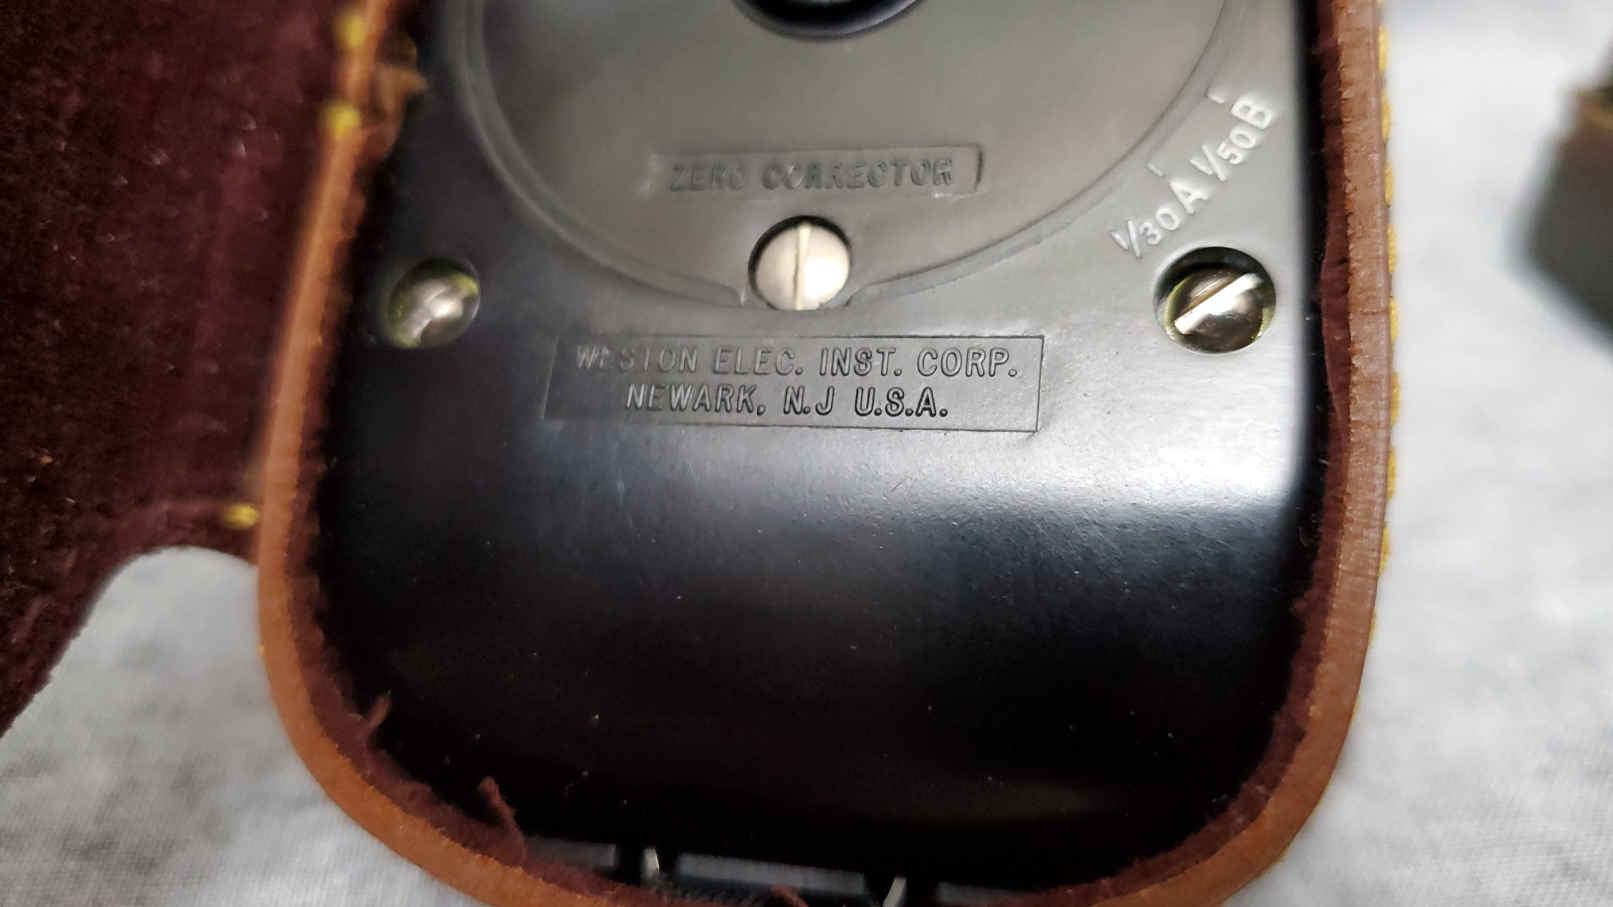 ZERO CORRECTOR
1/30 A 1/50 B
WESTON ELEC. INST. CORP.
NEWARK, N.J U.S.A.